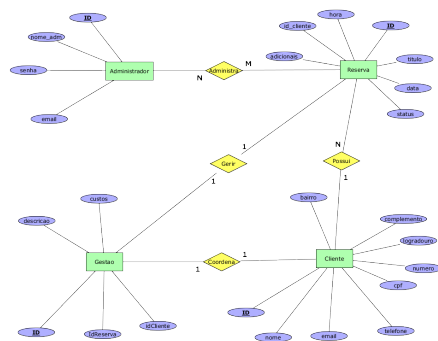 ID
nome_adm
senha
email
Administrador
N
Administra
M
hora
id_cliente
ID
adicionais
titulo
data
status
Reserva
1
Gerir
1
N
Possui
1
custos
descricao
Gestao
ID
IdReserva
idCliente
1
Coordena
1
bairro
complemento
logradouro
numero
cpf
Cliente
ID
nome
email
telefone